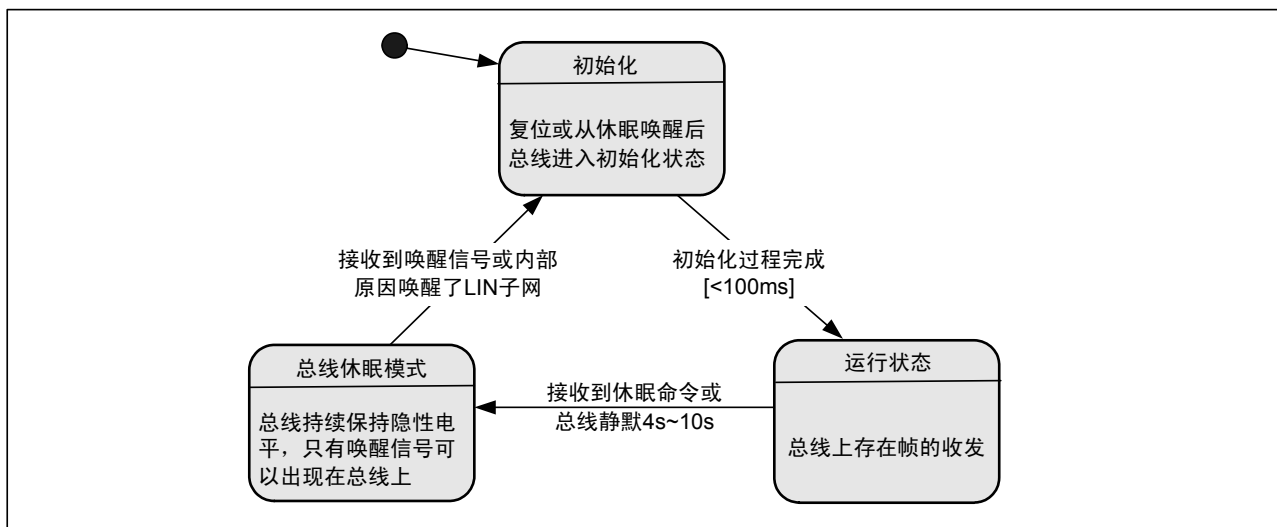 初始化
复位或从休眠唤醒后
总线进入初始化状态
接收到唤醒信号或内部
原因唤醒了LIN子网
初始化过程完成
[<100ms]
总线休眠模式
总线持续保持隐性电
平，只有唤醒信号可
以出现在总线上
接收到休眠命令或
总线静默4s~10s
运行状态
总线上存在帧的收发